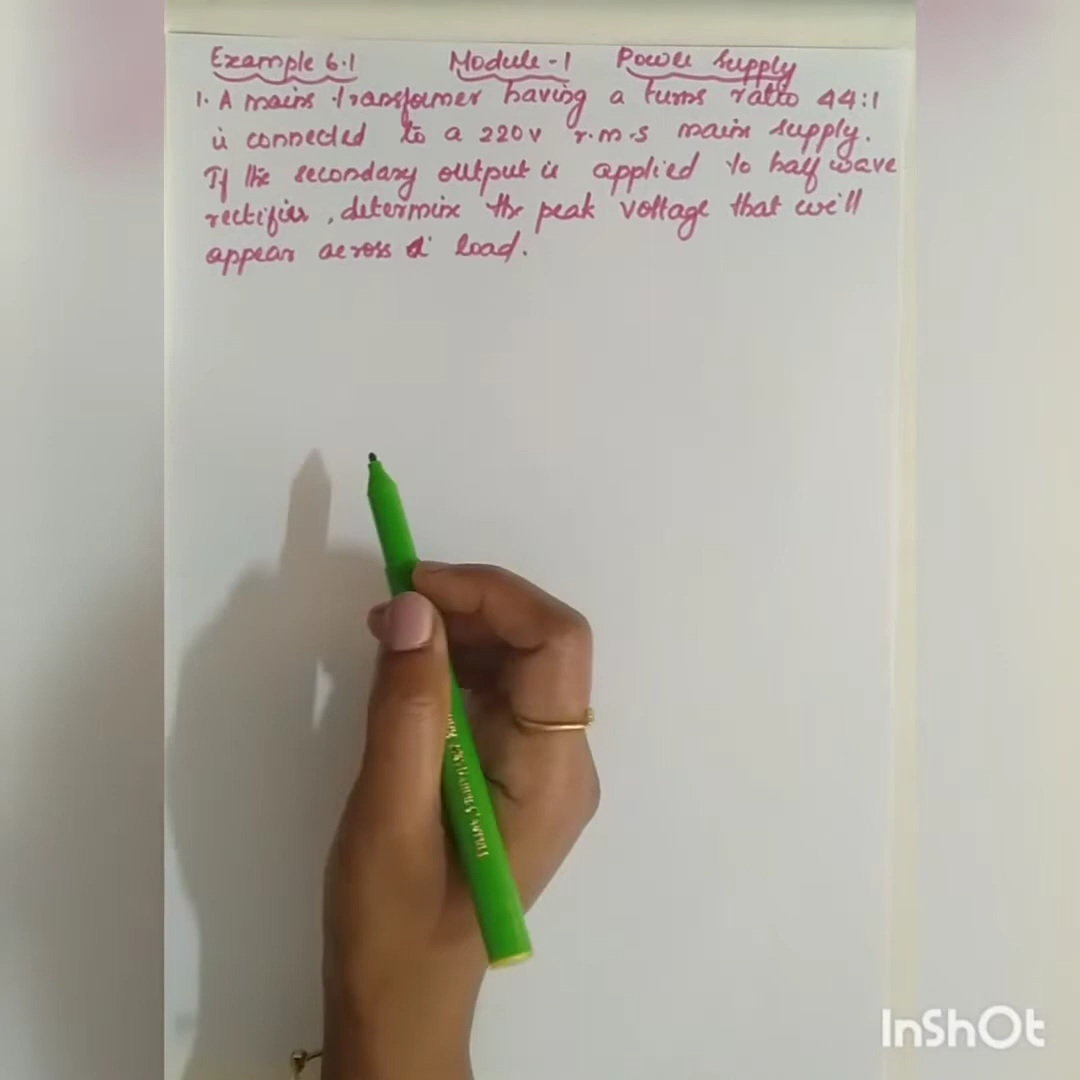 Example 6.1 Module-1 Power Supply
1. A mains transformer having a turns ratio 44:1
is connected to a 220V r.m.s mains supply.
If the secondary output is applied to half wave
rectifier, determine the peak voltage that will
appear across a load.
InShOt